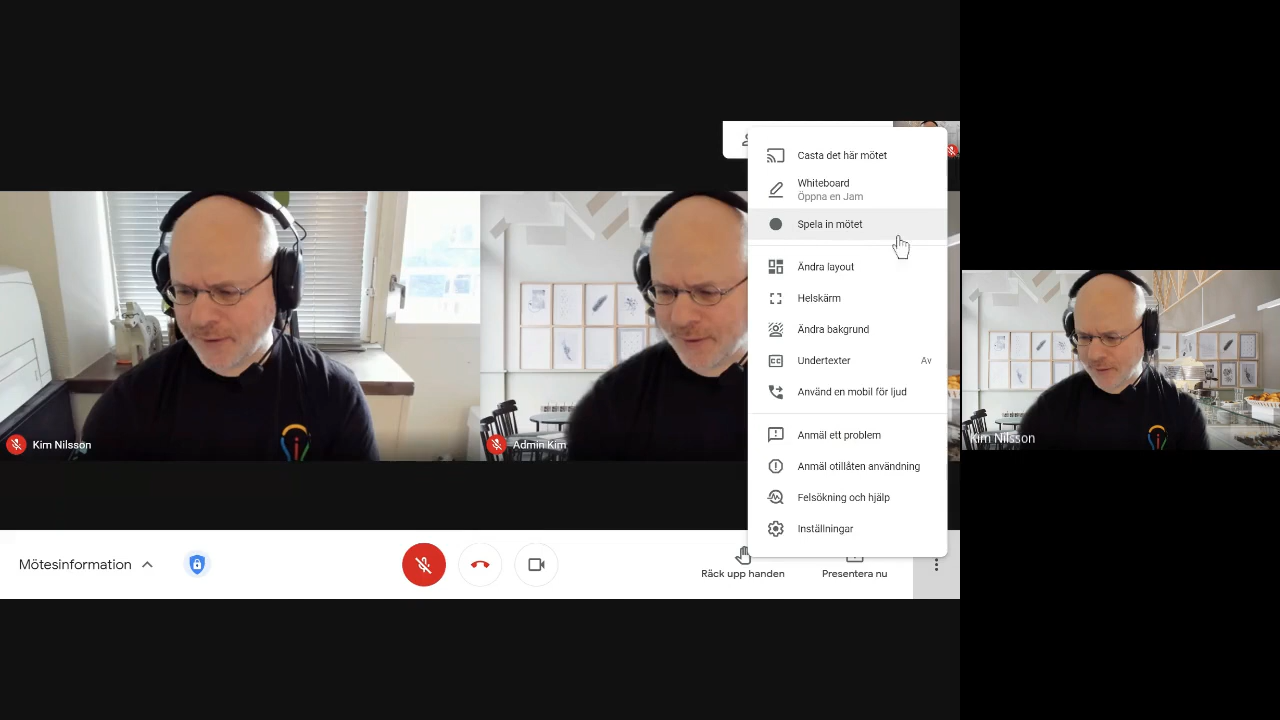 Casta det här mötet
Whiteboard
Öppna en Jam
Spela in mötet
Ändra layout
Helskärm
Ändra bakgrund
Undertexter Av
Använd en mobil för ljud
Anmäl ett problem
Anmäl otillåten användning
Felsökning och hjälp
Inställningar
Kim Nilsson
Admin Kim
Kim Nilsson
Mötesinformation
Räck upp handen
Presentera nu